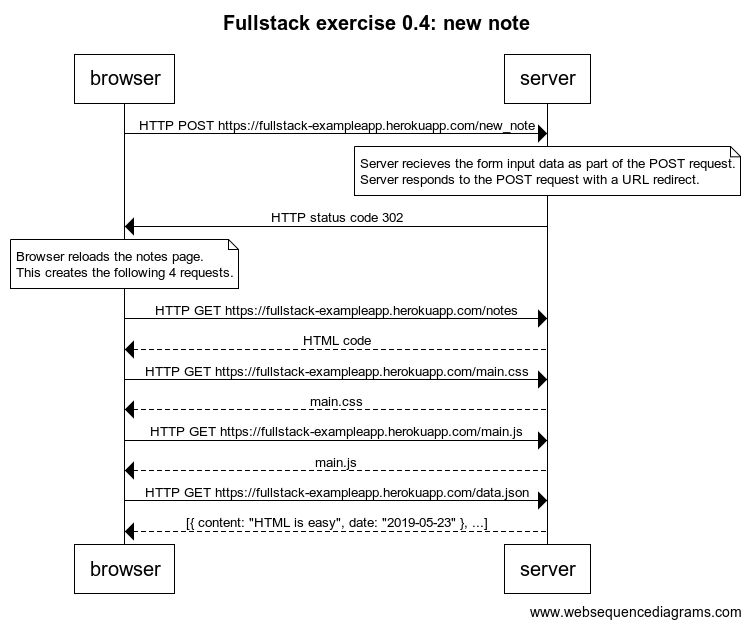 Fullstack exercise 0.4: new note
browser
server
HTTP POST https://fullstack-exampleapp.herokuapp.com/new_note
Server recieves the form input data as part of the POST request.
Server responds to the POST request with a URL redirect.
HTTP status code 302
Browser reloads the notes page.
This creates the following 4 requests.
HTTP GET https://fullstack-exampleapp.herokuapp.com/notes
HTML code
HTTP GET https://fullstack-exampleapp.herokuapp.com/main.css
main.css
HTTP GET https://fullstack-exampleapp.herokuapp.com/main.js
main.js
HTTP GET https://fullstack-exampleapp.herokuapp.com/data.json
[{ content: "HTML is easy", date: "2019-05-23" }, ...]
browser
server
www.websequencediagrams.com